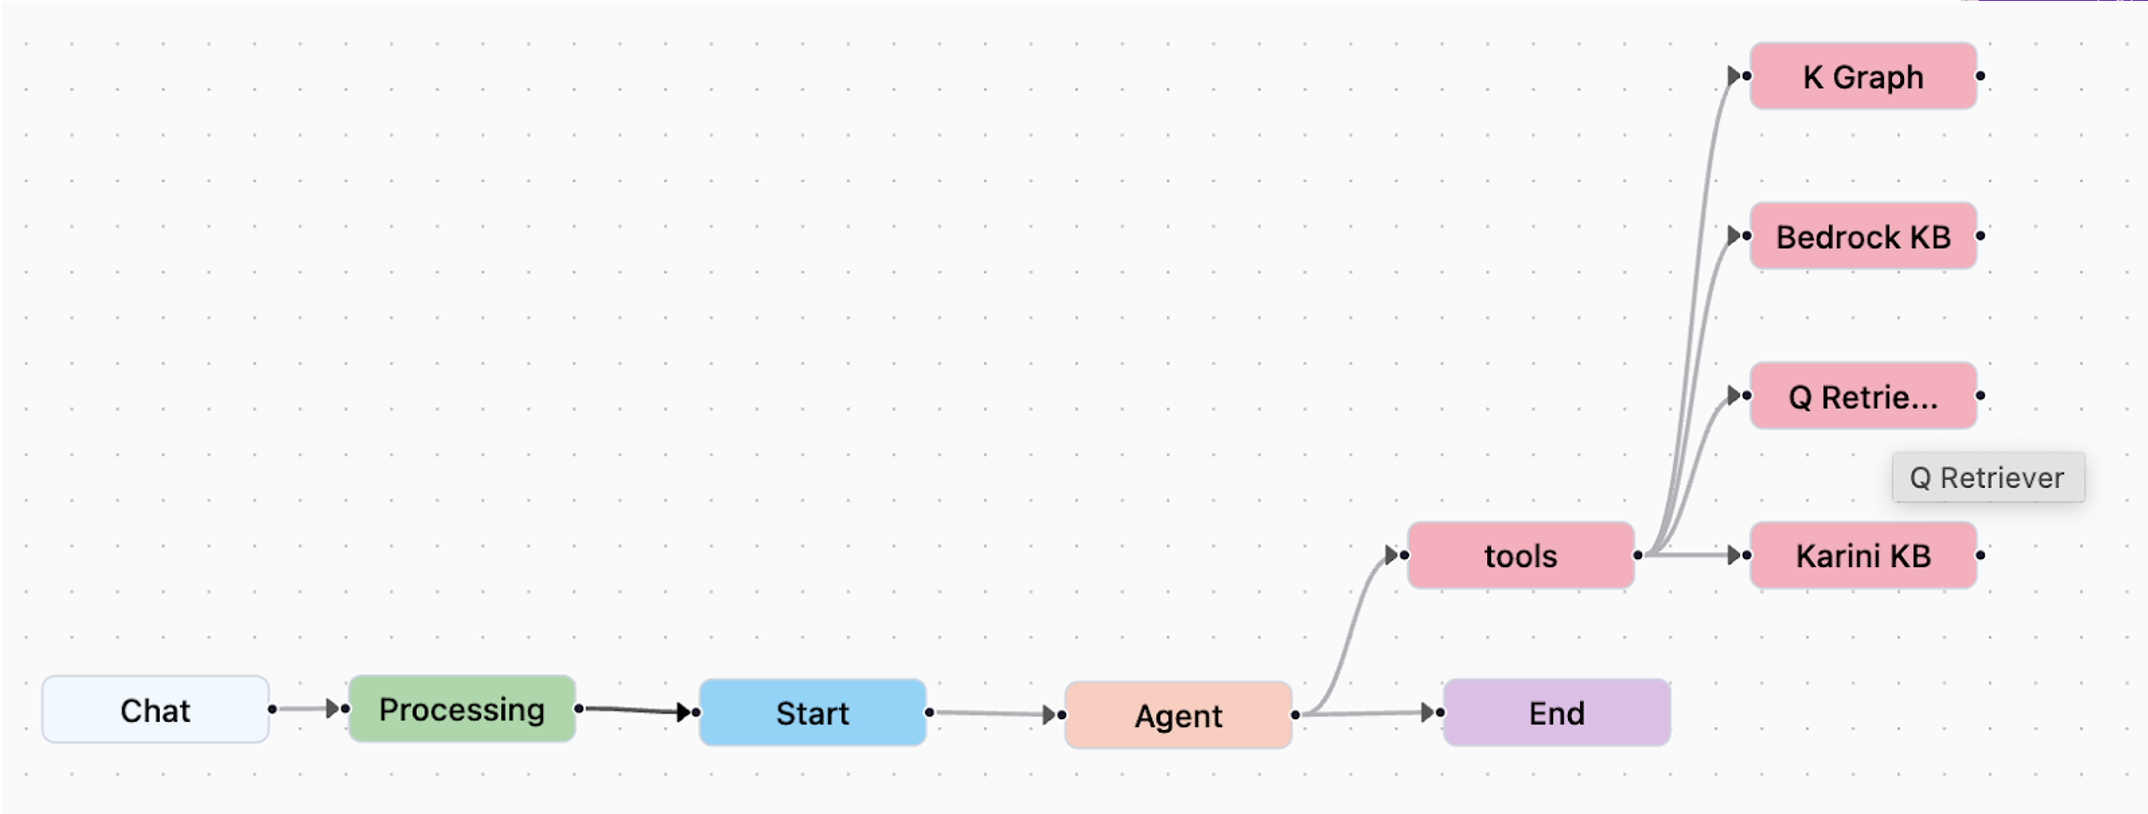 K Graph
Bedrock KB
Q Retrie...
Q Retriever
tools
Karini KB
Chat
Processing
Start
Agent
End